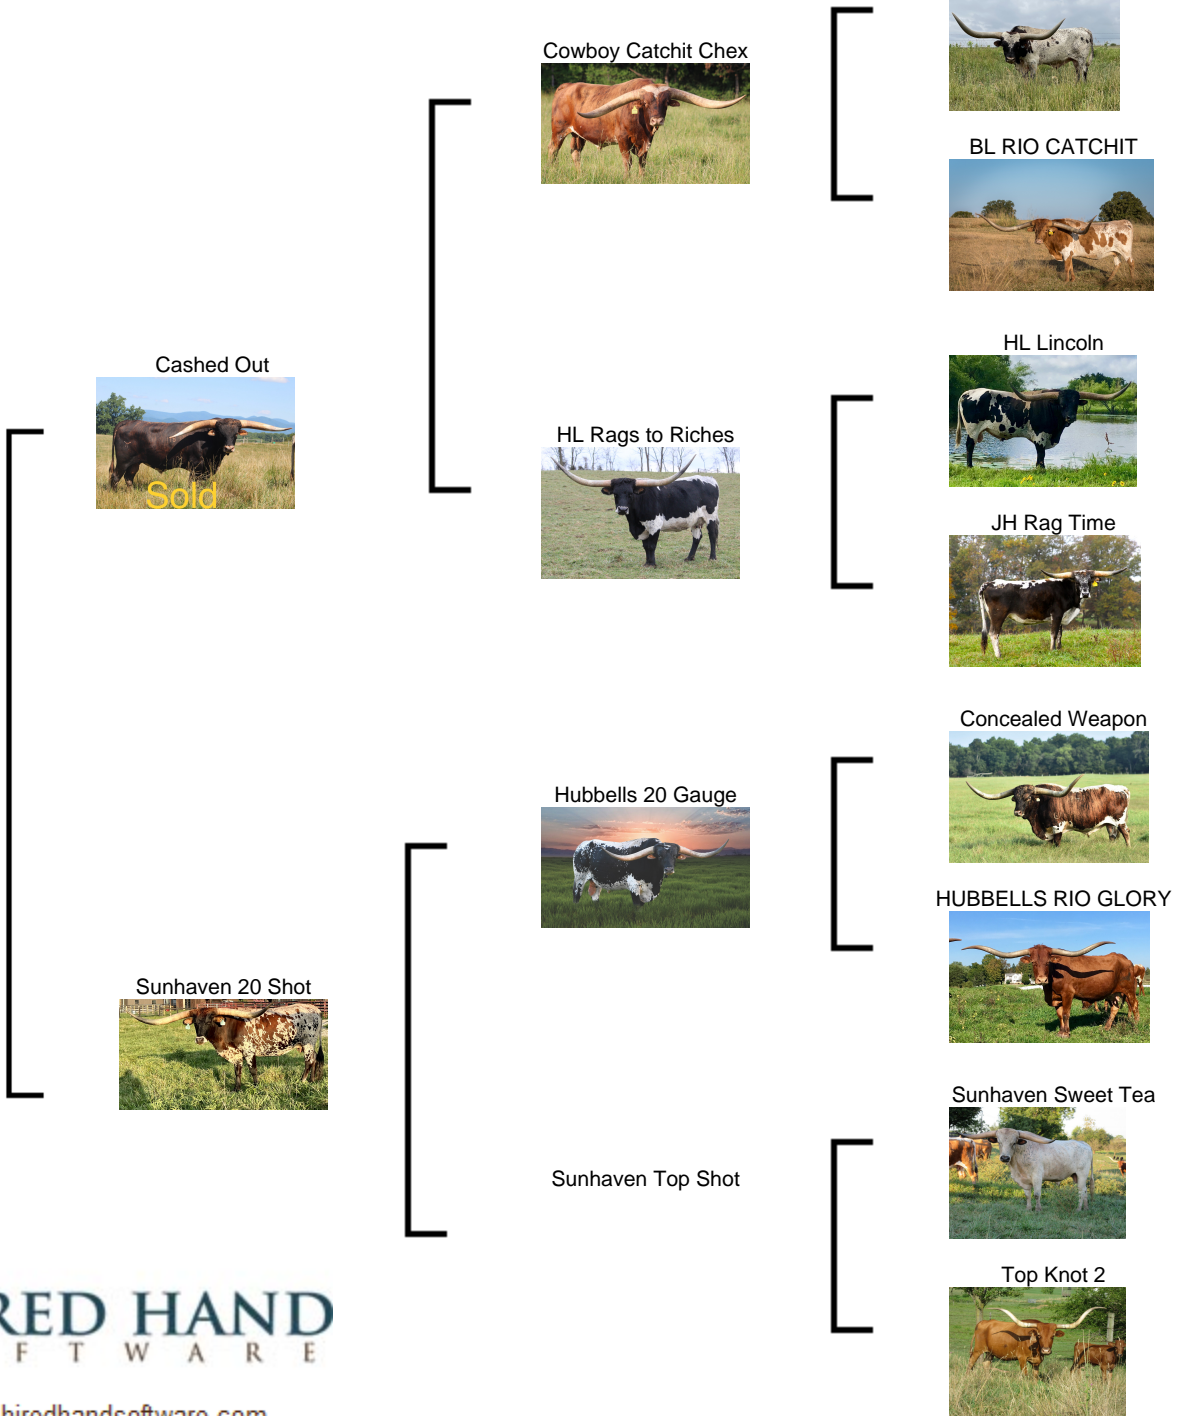 Cowboy Catchit Chex
BL RIO CATCHIT
Cashed Out
Sold
HL Lincoln
HL Rags to Riches
JH Rag Time
Concealed Weapon
Hubbells 20 Gauge
HUBBELLS RIO GLORY
Sunhaven 20 Shot
Sunhaven Sweet Tea
Sunhaven Top Shot
Top Knot 2
RED HAND
F T W A R E
hiredhandsoftware.com